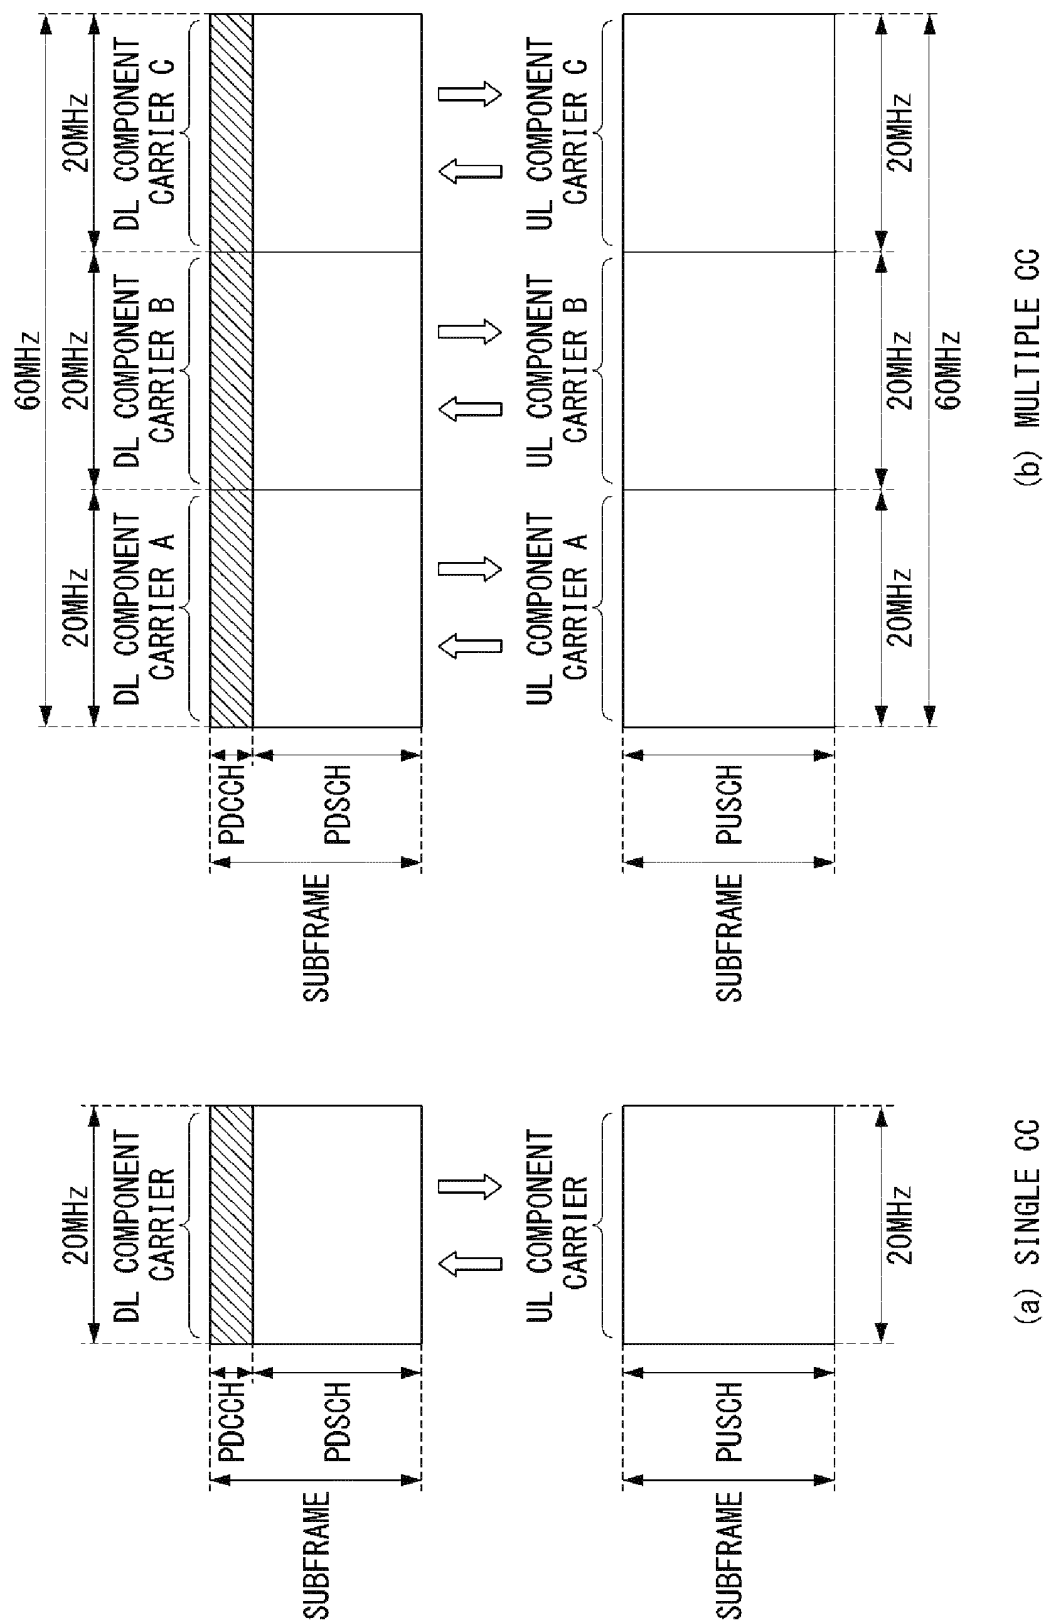 20MHz
DL COMPONENT
CARRIER
PDCCH
PDSCH
SUBFRAME
UL COMPONENT
CARRIER
PUSCH
SUBFRAME
20MHz
(a) SINGLE CC
60MHz
20MHz
20MHz
20MHz
DL COMPONENT
CARRIER A
DL COMPONENT
CARRIER B
DL COMPONENT
CARRIER C
PDCCH
PDSCH
SUBFRAME
UL COMPONENT
CARRIER A
UL COMPONENT
CARRIER B
UL COMPONENT
CARRIER C
PUSCH
SUBFRAME
20MHz
20MHz
20MHz
60MHz
(b) MULTIPLE CC